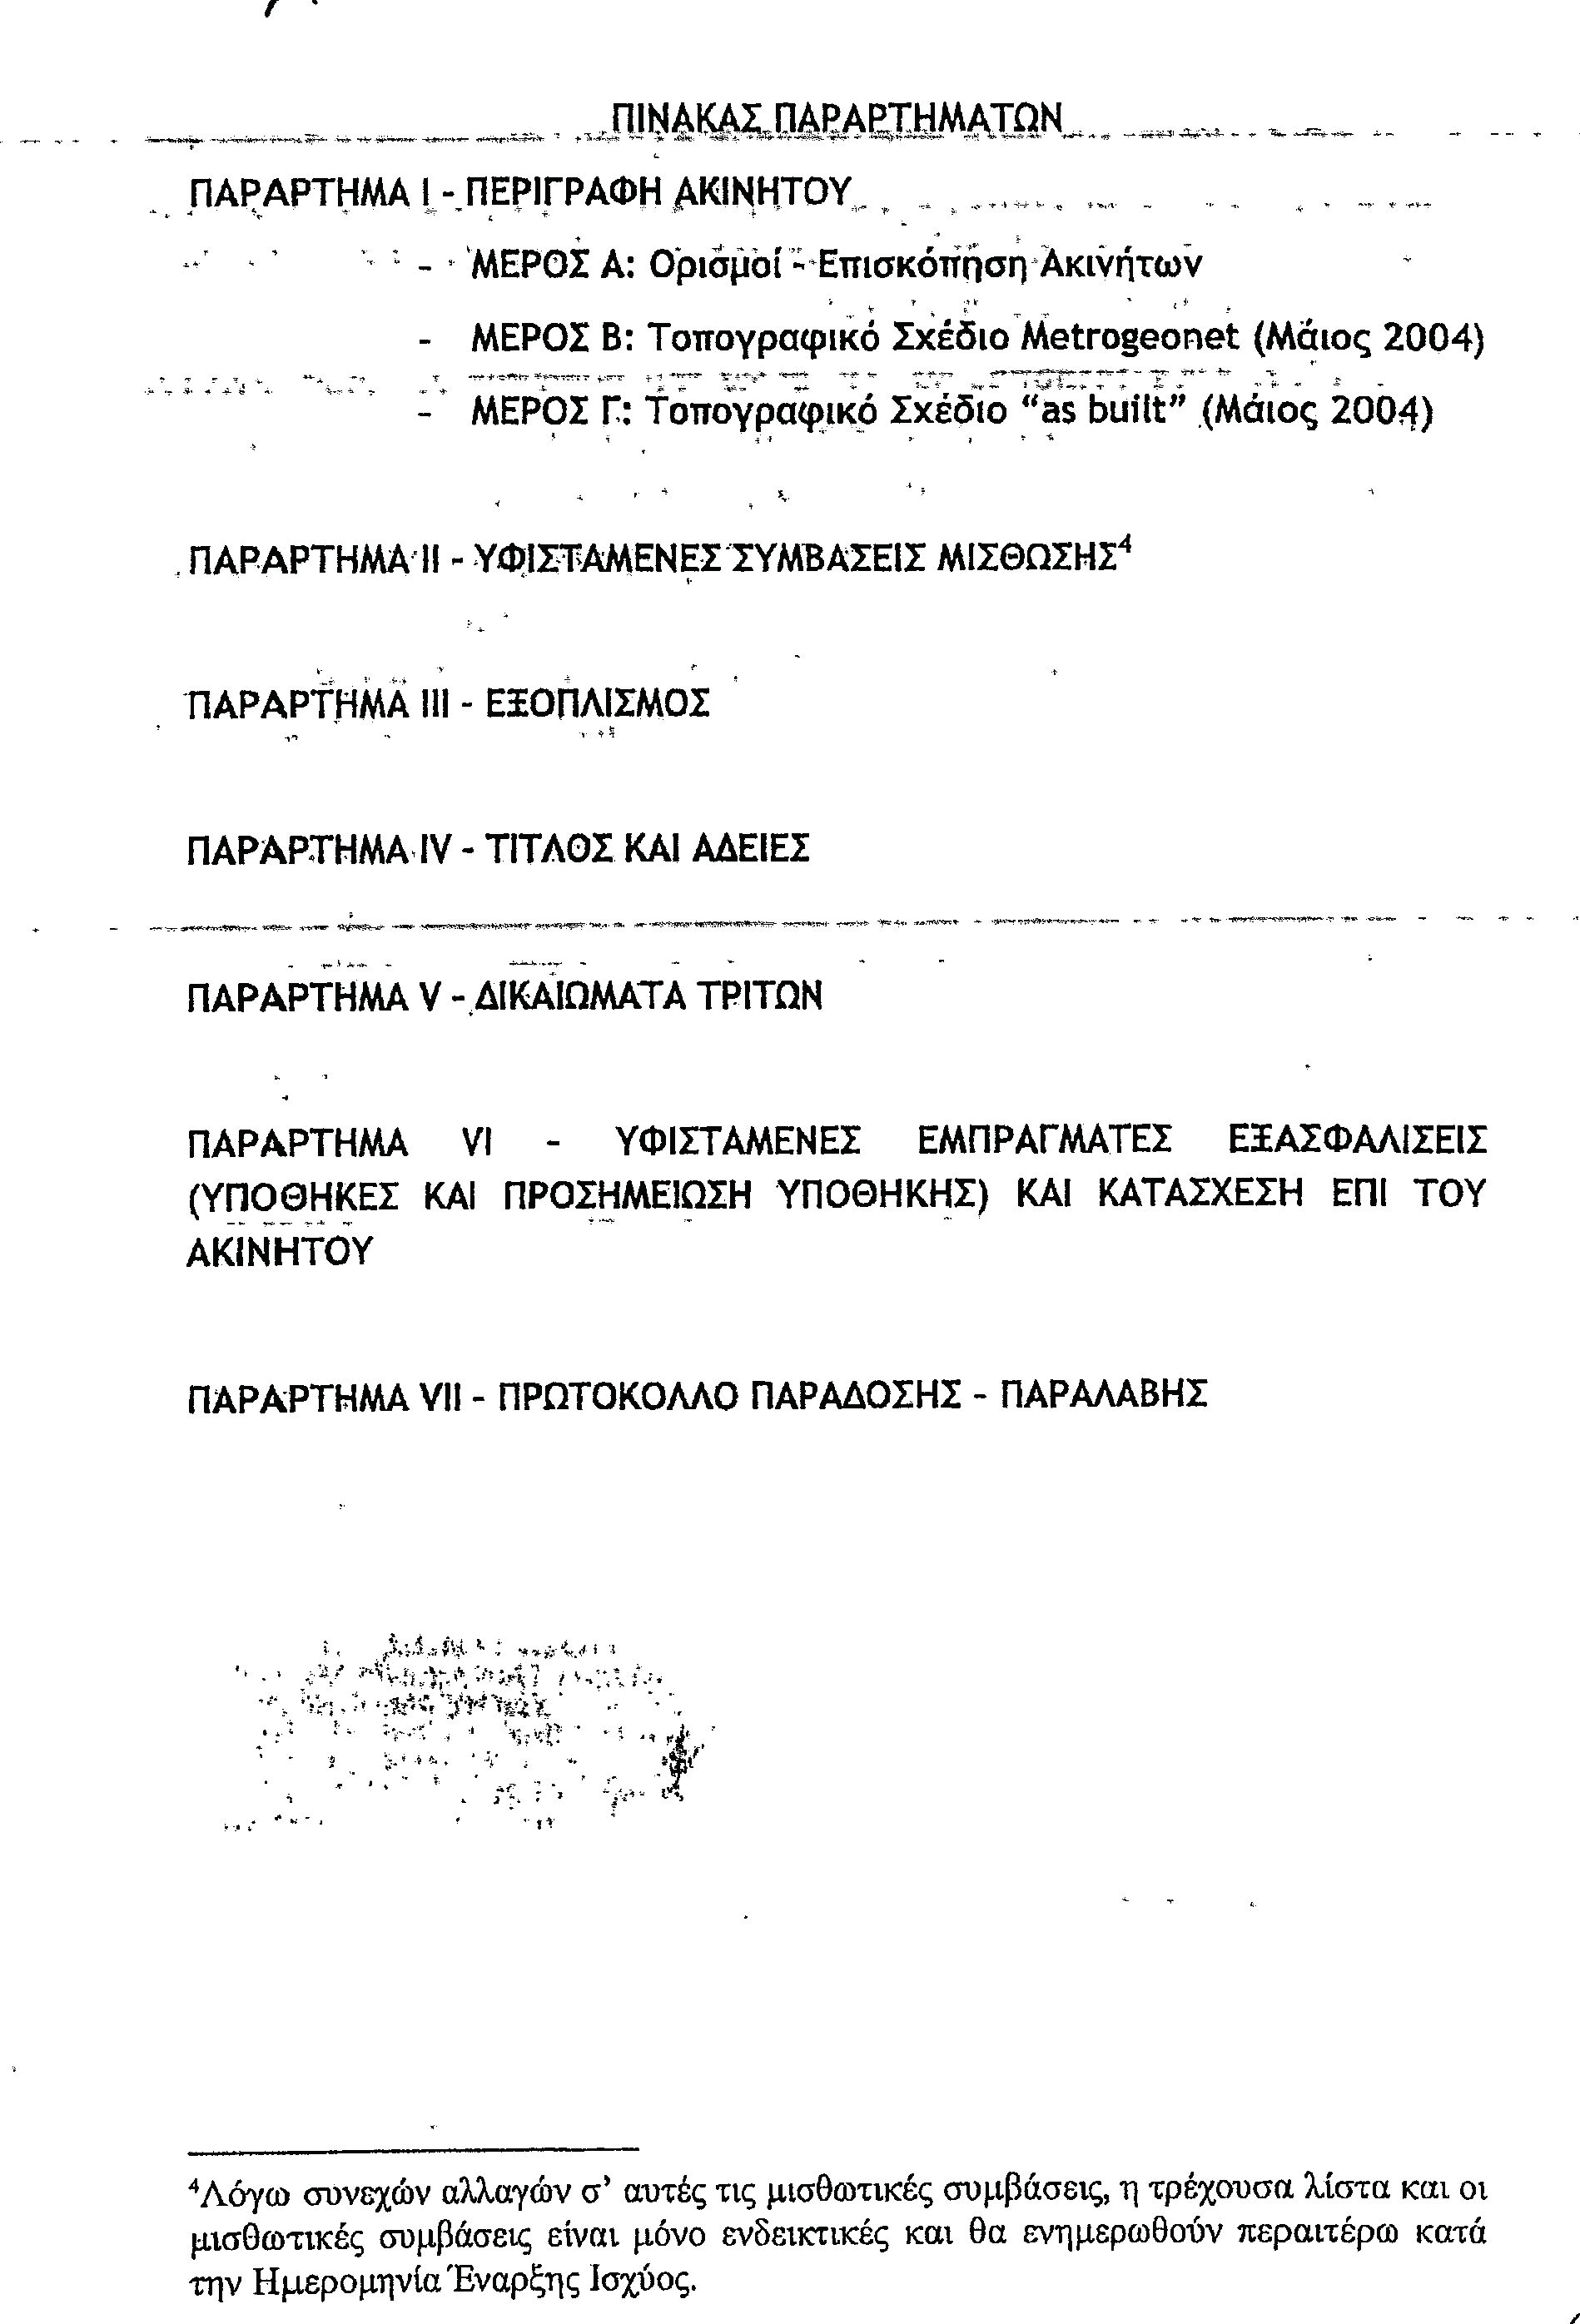 ΠΙΝΑΚΑΣ ΠΑΡΑΡΤΗΜΑΤΩΝ
ΠΑΡΑΡΤΗΜΑ Ι - ΠΕΡΙΓΡΑΦΗ ΑΚΙΝΗΤΟΥ
- ΜΕΡΟΣ Α: Ορισμοί - Επισκόπηση Ακινήτων
- ΜΕΡΟΣ Β: Τοπογραφικό Σχέδιο Metrogeonet (Μάιος 2004)
- ΜΕΡΟΣ Γ: Τοπογραφικό Σχέδιο “as built” (Μάιος 2004)
ΠΑΡΑΡΤΗΜΑ ΙΙ - ΥΦΙΣΤΑΜΕΝΕΣ ΣΥΜΒΑΣΕΙΣ ΜΙΣΘΩΣΗΣ⁴
ΠΑΡΑΡΤΗΜΑ ΙΙΙ - ΕΞΟΠΛΙΣΜΟΣ
ΠΑΡΑΡΤΗΜΑ IV - ΤΙΤΛΟΣ ΚΑΙ ΑΔΕΙΕΣ
ΠΑΡΑΡΤΗΜΑ V - ΔΙΚΑΙΩΜΑΤΑ ΤΡΙΤΩΝ
ΠΑΡΑΡΤΗΜΑ VI - ΥΦΙΣΤΑΜΕΝΕΣ ΕΜΠΡΑΓΜΑΤΕΣ ΕΞΑΣΦΑΛΙΣΕΙΣ
(ΥΠΟΘΗΚΕΣ ΚΑΙ ΠΡΟΣΗΜΕΙΩΣΗ ΥΠΟΘΗΚΗΣ) ΚΑΙ ΚΑΤΑΣΧΕΣΗ ΕΠΙ ΤΟΥ
ΑΚΙΝΗΤΟΥ
ΠΑΡΑΡΤΗΜΑ VII - ΠΡΩΤΟΚΟΛΛΟ ΠΑΡΑΔΟΣΗΣ - ΠΑΡΑΛΑΒΗΣ
⁴Λόγω συνεχών αλλαγών σ’ αυτές τις μισθωτικές συμβάσεις, η τρέχουσα λίστα και οι
μισθωτικές συμβάσεις είναι μόνο ενδεικτικές και θα ενημερωθούν περαιτέρω κατά
την Ημερομηνία Έναρξης Ισχύος.